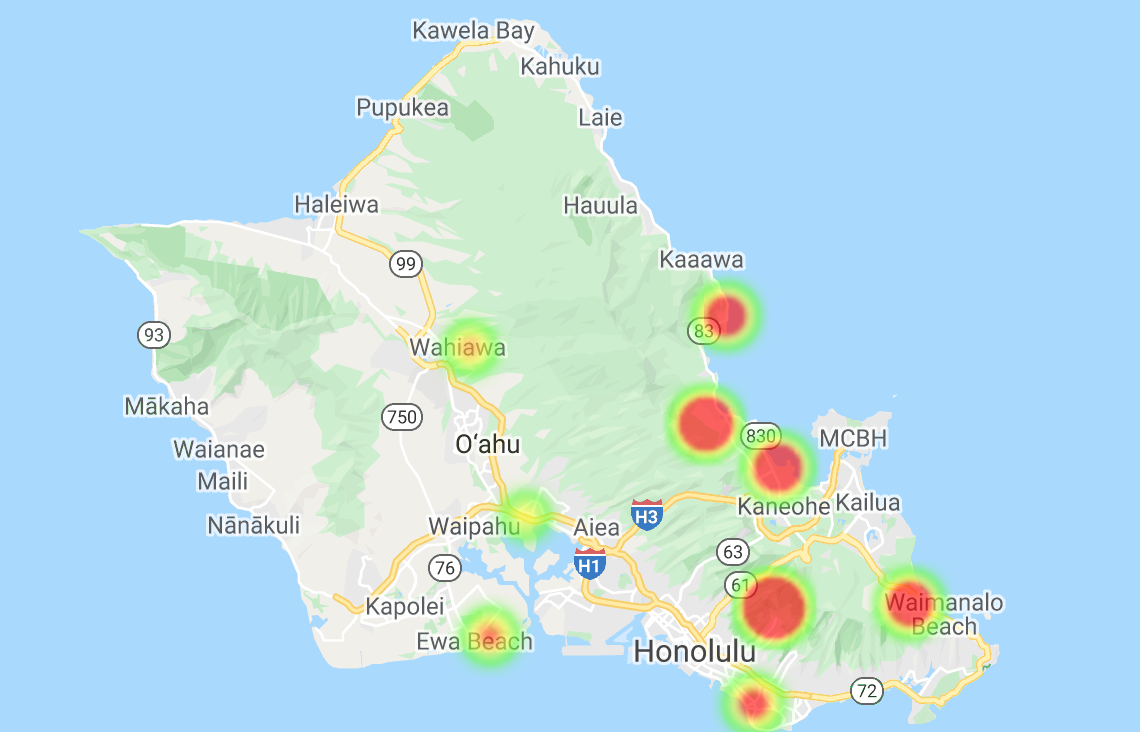 Kawela Bay
Kahuku
Pupukea
Laie
Haleiwa
Hauula
Kaaawa
99
83
93
Wahiawa
Mākaha
750
830
MCBH
Waianae
Oʻahu
Maili
Kaneohe
Kailua
H3
Nānākuli
Waipahu
Aiea
63
H1
76
61
Kapolei
Waimanalo
Beach
Ewa Beach
Honolulu
72